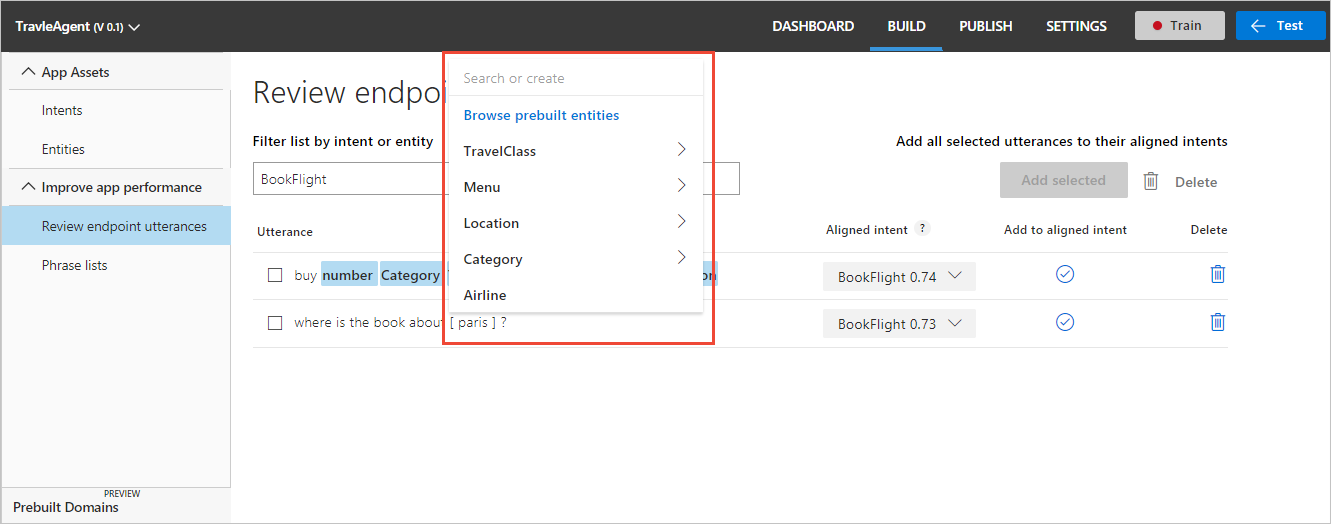 TravleAgent (V 0.1)
DASHBOARD
BUILD
PUBLISH
SETTINGS
Train
Test
App Assets
Intents
Entities
Improve app performance
Review endpoint utterances
Phrase lists
PREVIEW
Prebuilt Domains
Review endpoi
Filter list by intent or entity
BookFlight
Search or create
Browse prebuilt entities
TravelClass
Menu
Location
Category
Airline
Add all selected utterances to their aligned intents
Add selected
Delete
Utterance
Aligned intent ?
Add to aligned intent
Delete
buy number Category on
BookFlight 0.74
where is the book about [ paris ] ?
BookFlight 0.73